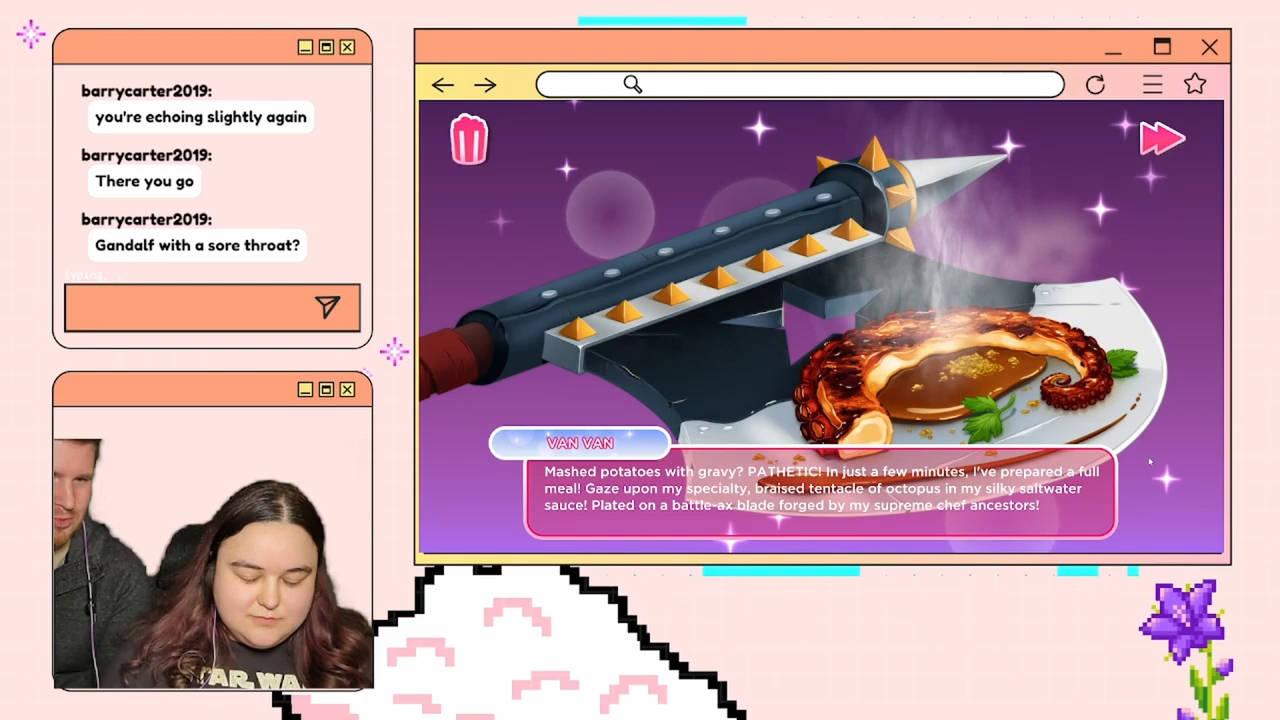 barrycarter2019:
you're echoing slightly again
barrycarter2019:
There you go
barrycarter2019:
Gandalf with a sore throat?
typing...
VAN VAN
Mashed potatoes with gravy? PATHETIC! In just a few minutes, I've prepared a full
meal! Gaze upon my specialty, braised tentacle of octopus in my silky saltwater
sauce! Plated on a battle-ax blade forged by my supreme chef ancestors!